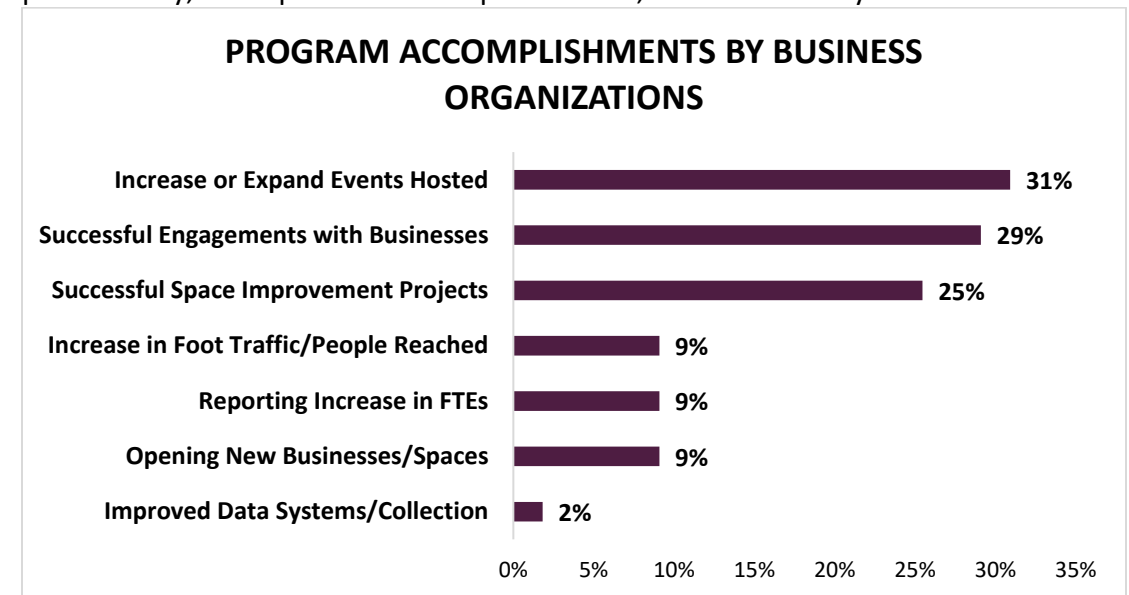 PROGRAM ACCOMPLISHMENTS BY BUSINESS
ORGANIZATIONS
Increase or Expand Events Hosted 31%
Successful Engagements with Businesses 29%
Successful Space Improvement Projects 25%
Increase in Foot Traffic/People Reached 9%
Reporting Increase in FTEs 9%
Opening New Businesses/Spaces 9%
Improved Data Systems/Collection 2%
0% 5% 10% 15% 20% 25% 30% 35%